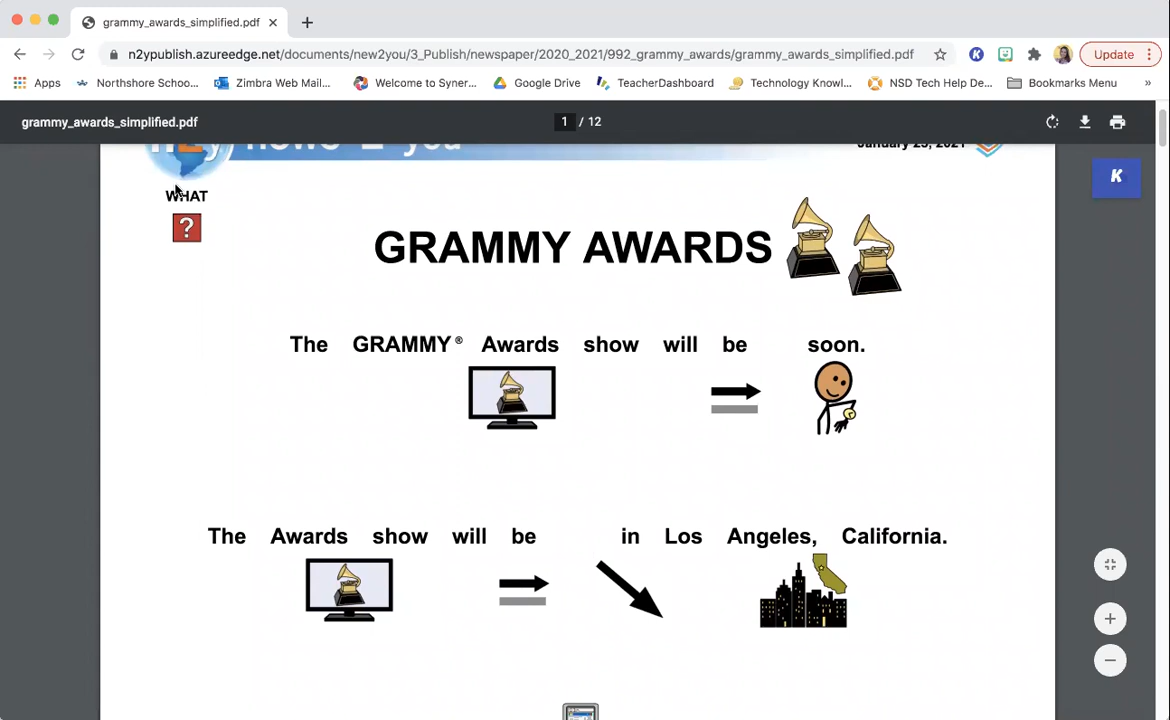 grammy_awards_simplified.pdf
n2ypublish.azureedge.net/documents/new2you/3_Publish/newspaper/2020_2021/992_grammy_awards/grammy_awards_simplified.pdf
Update
Apps Northshore Schoo... Zimbra Web Mail... Welcome to Syner... Google Drive TeacherDashboard Technology Knowl... NSD Tech Help De... Bookmarks Menu »
grammy_awards_simplified.pdf 1 / 12
K
WHAT
?
GRAMMY AWARDS
The GRAMMY® Awards show will be soon.
The Awards show will be in Los Angeles, California.